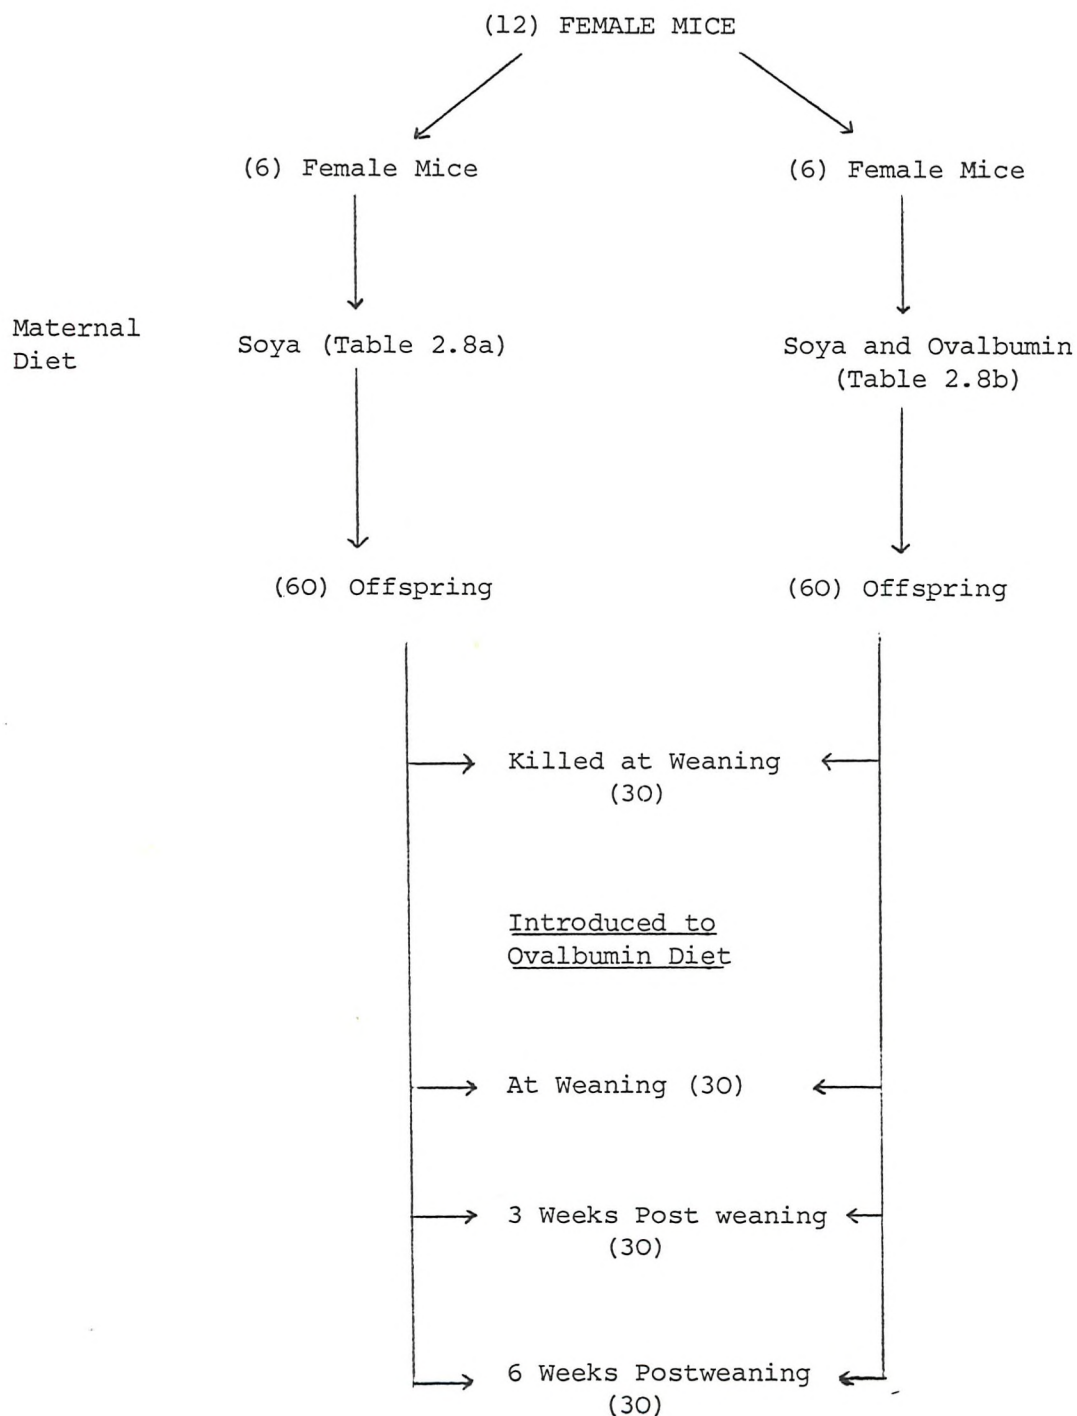 (12) FEMALE MICE
(6) Female Mice
(6) Female Mice
Maternal
Diet
Soya (Table 2.8a)
Soya and Ovalbumin
(Table 2.8b)
(60) Offspring
(60) Offspring
Killed at Weaning
(30)
Introduced to
Ovalbumin Diet
At Weaning (30)
3 Weeks Post weaning
(30)
6 Weeks Postweaning
(30)